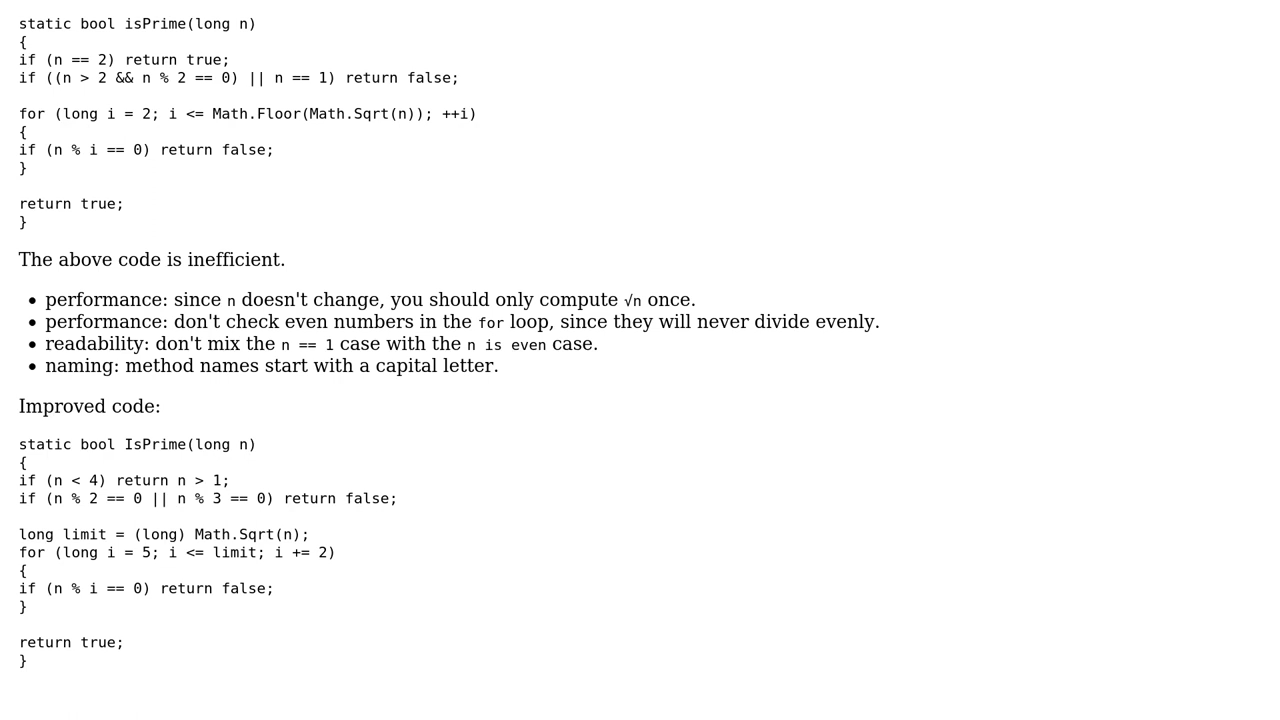 static bool isPrime(long n)
{
if (n == 2) return true;
if ((n > 2 && n % 2 == 0) || n == 1) return false;

for (long i = 2; i <= Math.Floor(Math.Sqrt(n)); ++i)
{
if (n % i == 0) return false;
}

return true;
}

The above code is inefficient.

• performance: since n doesn't change, you should only compute √n once.
• performance: don't check even numbers in the for loop, since they will never divide evenly.
• readability: don't mix the n == 1 case with the n is even case.
• naming: method names start with a capital letter.

Improved code:

static bool IsPrime(long n)
{
if (n < 4) return n > 1;
if (n % 2 == 0 || n % 3 == 0) return false;

long limit = (long) Math.Sqrt(n);
for (long i = 5; i <= limit; i += 2)
{
if (n % i == 0) return false;
}

return true;
}